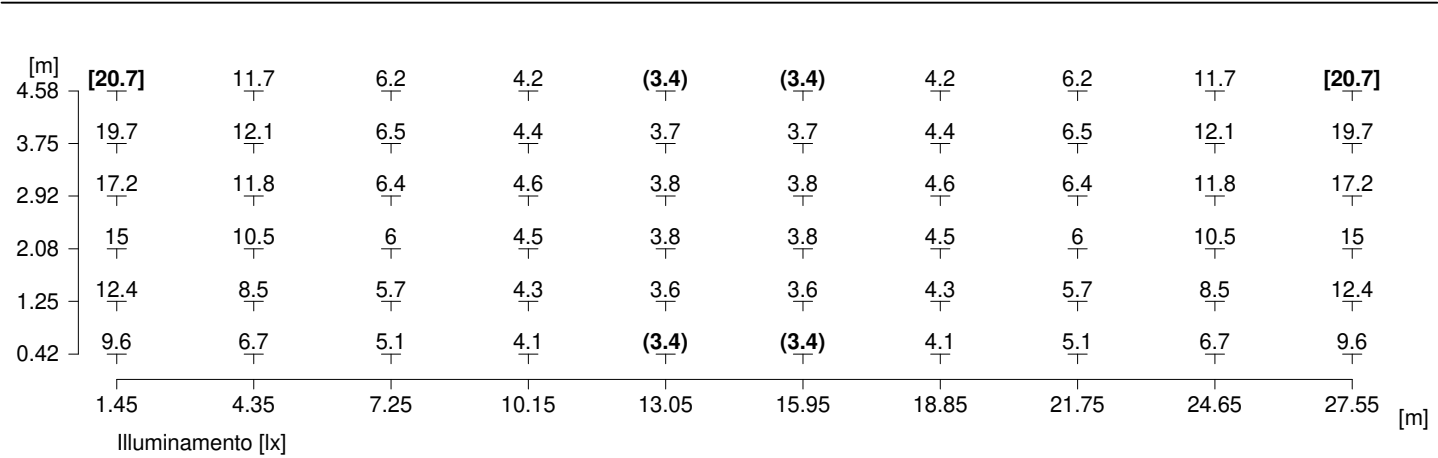 [m]
4.58 [20.7] 11.7 6.2 4.2 (3.4) (3.4) 4.2 6.2 11.7 [20.7]
3.75 19.7 12.1 6.5 4.4 3.7 3.7 4.4 6.5 12.1 19.7
2.92 17.2 11.8 6.4 4.6 3.8 3.8 4.6 6.4 11.8 17.2
2.08 15 10.5 6 4.5 3.8 3.8 4.5 6 10.5 15
1.25 12.4 8.5 5.7 4.3 3.6 3.6 4.3 5.7 8.5 12.4
0.42 9.6 6.7 5.1 4.1 (3.4) (3.4) 4.1 5.1 6.7 9.6
1.45 4.35 7.25 10.15 13.05 15.95 18.85 21.75 24.65 27.55 [m]
Illuminamento [lx]